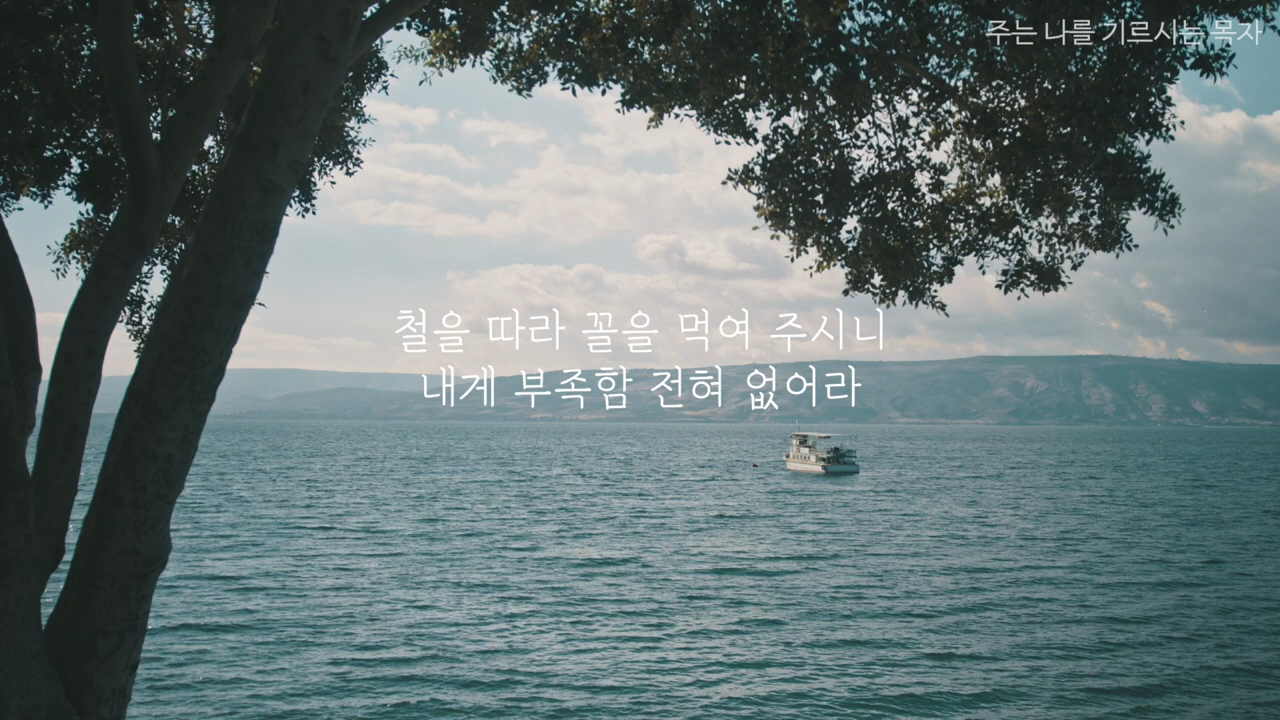 주는 나를 기르시는 목자
철을 따라 꼴을 먹여 주시니
내게 부족함 전혀 없어라